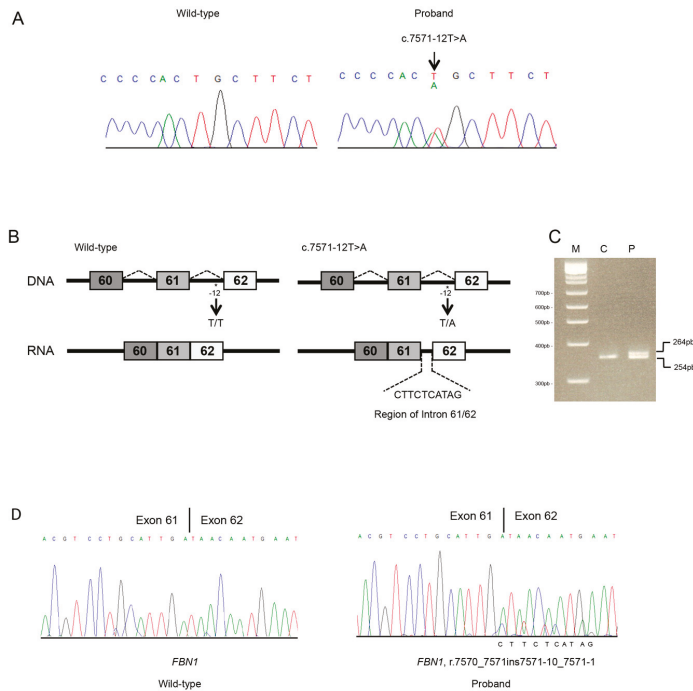 A
Wild-type
Proband
c.7571-12T>A
C C C C A C T G C T T C T
C C C C A C T G C T T C T
A
B
Wild-type
c.7571-12T>A
C
M C P
DNA
60 61 62
60 61 62
-12
-12
T/T
T/A
RNA
60 61 62
60 61 62
CTTCTCATAG
Region of Intron 61/62
700pb
600pb
500pb
400pb
300pb
264pb
254pb
D
Exon 61 Exon 62
Exon 61 Exon 62
A C G T C C T G C A T T G A T A A C A A T G A A T
A C G T C C T G C A T T G A T A A C A A T G A A T
C T T C T C A T A G
FBN1
Wild-type
FBN1, r.7570_7571ins7571-10_7571-1
Proband